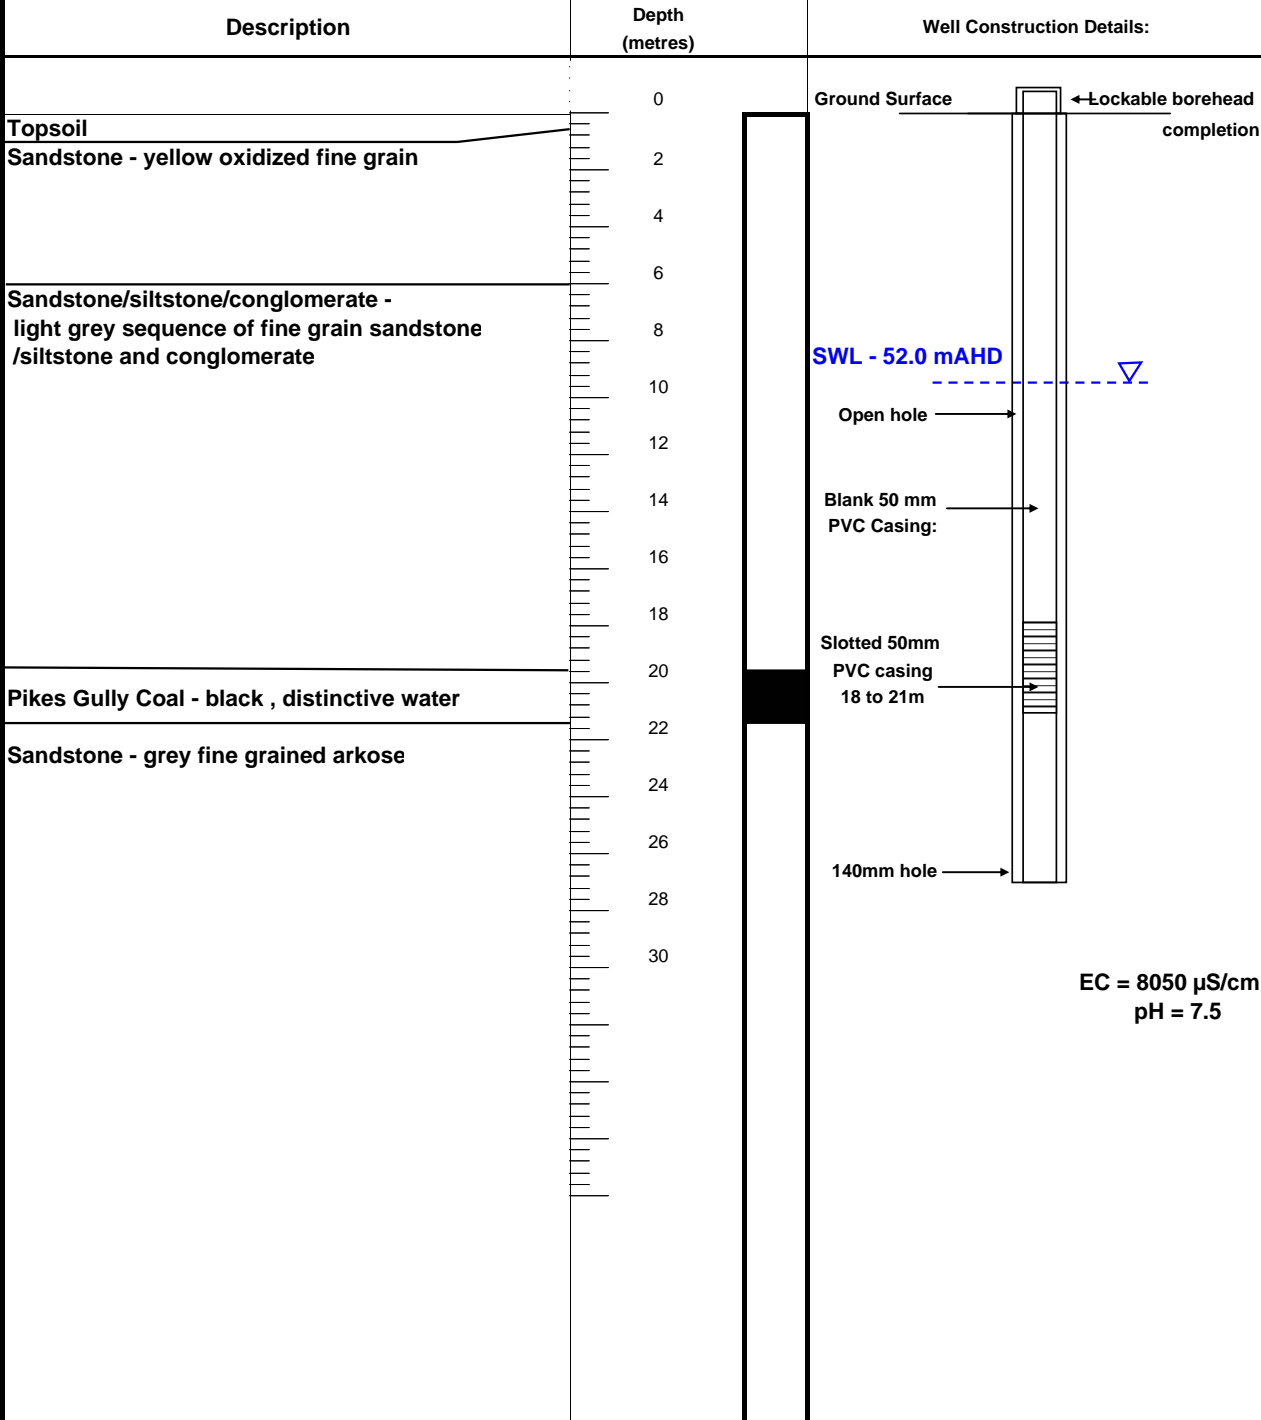 Description
Depth
(metres)
Well Construction Details:
0
Ground Surface
Lockable borehead
completion
Topsoil
Sandstone - yellow oxidized fine grain
2
4
6
Sandstone/siltstone/conglomerate -
light grey sequence of fine grain sandstone
/siltstone and conglomerate
8
SWL - 52.0 mAHD
10
Open hole
12
14
Blank 50 mm
PVC Casing:
16
18
Slotted 50mm
PVC casing
18 to 21m
20
Pikes Gully Coal - black , distinctive water
22
Sandstone - grey fine grained arkose
24
26
140mm hole
28
30
EC = 8050 µS/cm
pH = 7.5